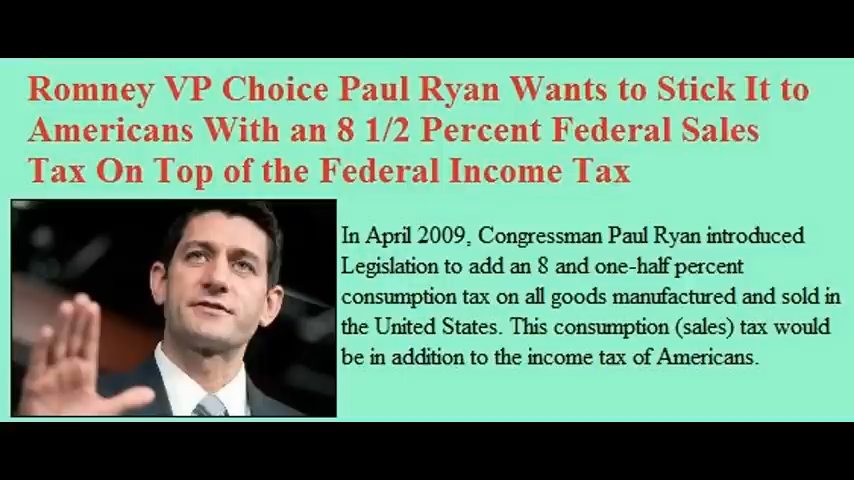 Romney VP Choice Paul Ryan Wants to Stick It to
Americans With an 8 1/2 Percent Federal Sales
Tax On Top of the Federal Income Tax
In April 2009, Congressman Paul Ryan introduced
Legislation to add an 8 and one-half percent
consumption tax on all goods manufactured and sold in
the United States. This consumption (sales) tax would
be in addition to the income tax of Americans.